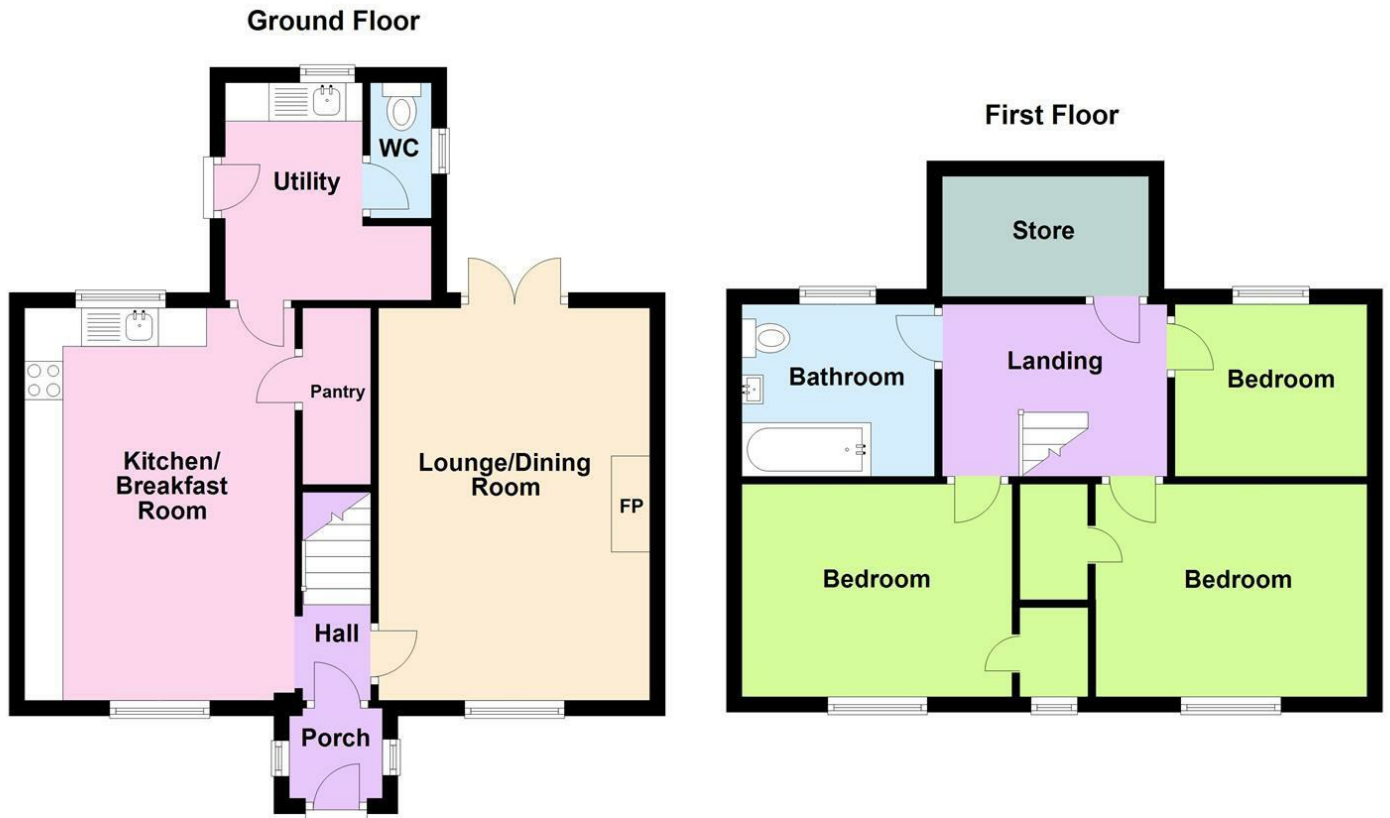 Ground Floor
WC
Utility
Pantry
Kitchen/
Breakfast
Room
Lounge/Dining
Room
FP
Hall
Porch
First Floor
Store
Landing
Bathroom
Bedroom
Bedroom
Bedroom